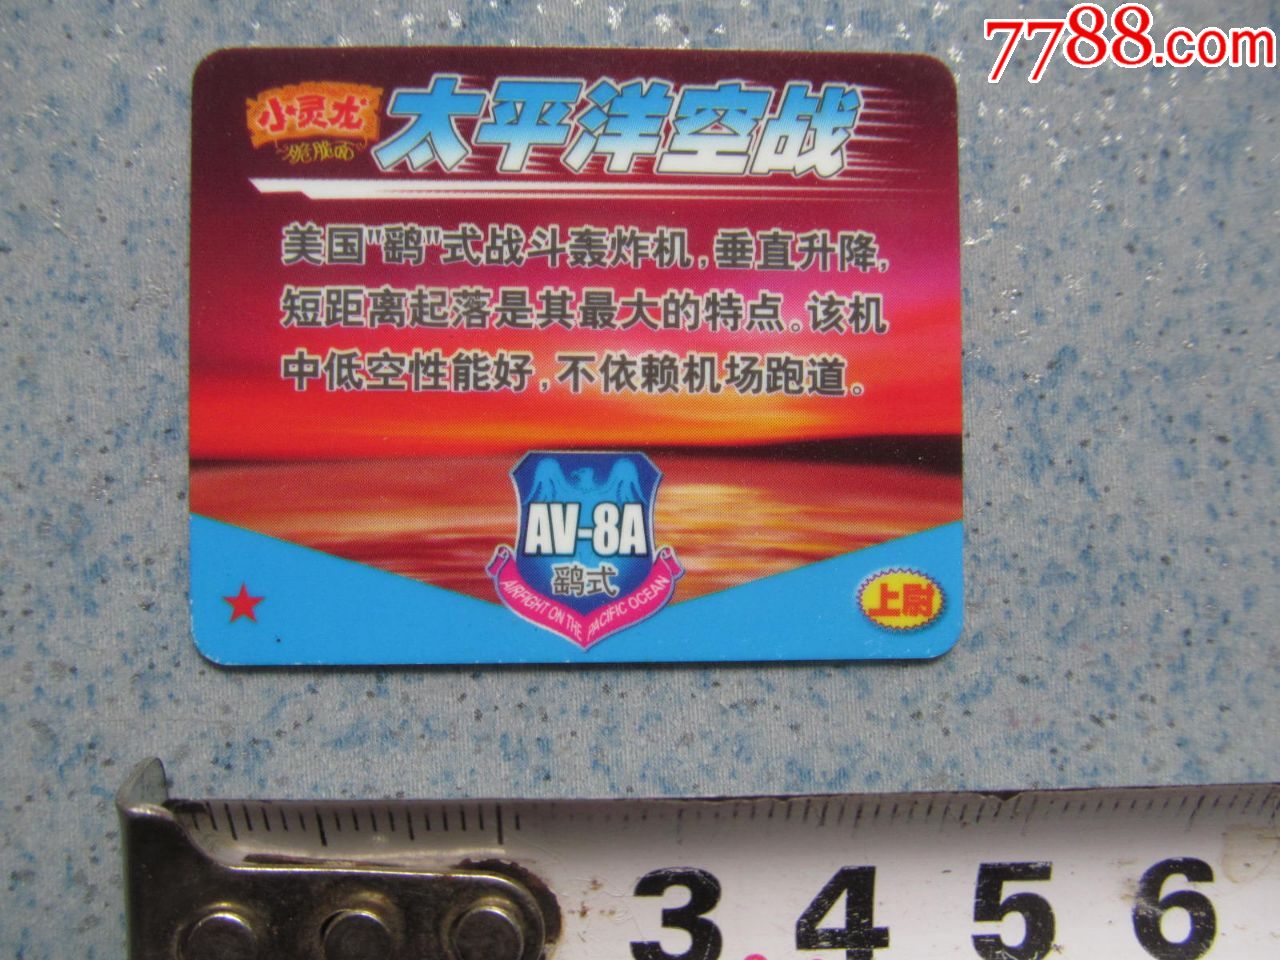 7788.com
小灵龙
脆脆面
太平洋空战
美国"鹞"式战斗轰炸机,垂直升降,
短距离起落是其最大的特点。该机
中低空性能好,不依赖机场跑道。
AV-8A
鹞式
AIRFIGHT ON THE PACIFIC OCEAN
上尉
3 4 5 6